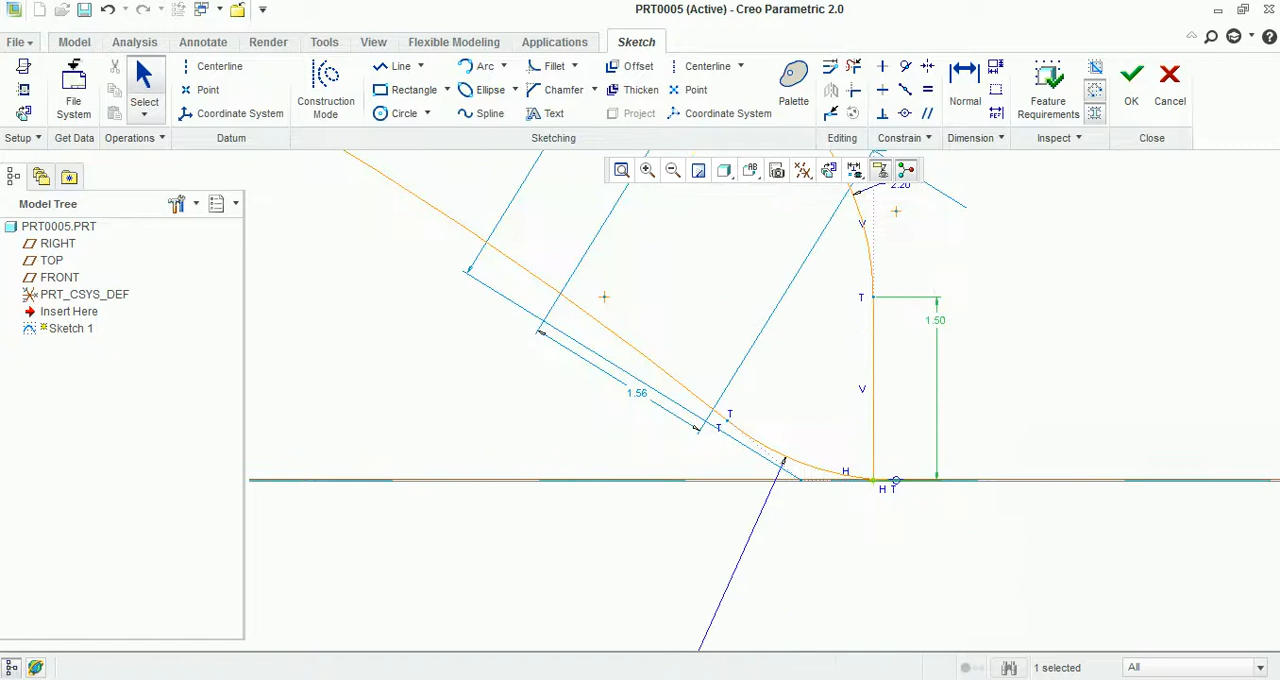 PRT0005 (Active) - Creo Parametric 2.0
File Model Analysis Annotate Render Tools View Flexible Modeling Applications Sketch
File System
Select
Centerline
Point
Coordinate System
Construction Mode
Line Arc Fillet Offset Centerline
Rectangle Ellipse Chamfer Thicken Point
Circle Spline Text Project Coordinate System
Palette
Normal
Feature Requirements
OK
Cancel
Setup Get Data Operations Datum Sketching Editing Constrain Dimension Inspect Close
Model Tree
PRT0005.PRT
RIGHT
TOP
FRONT
PRT_CSYS_DEF
Insert Here
Sketch 1
2.20
V
T
1.50
V
1.56
T
T
H
H T
1 selected
All